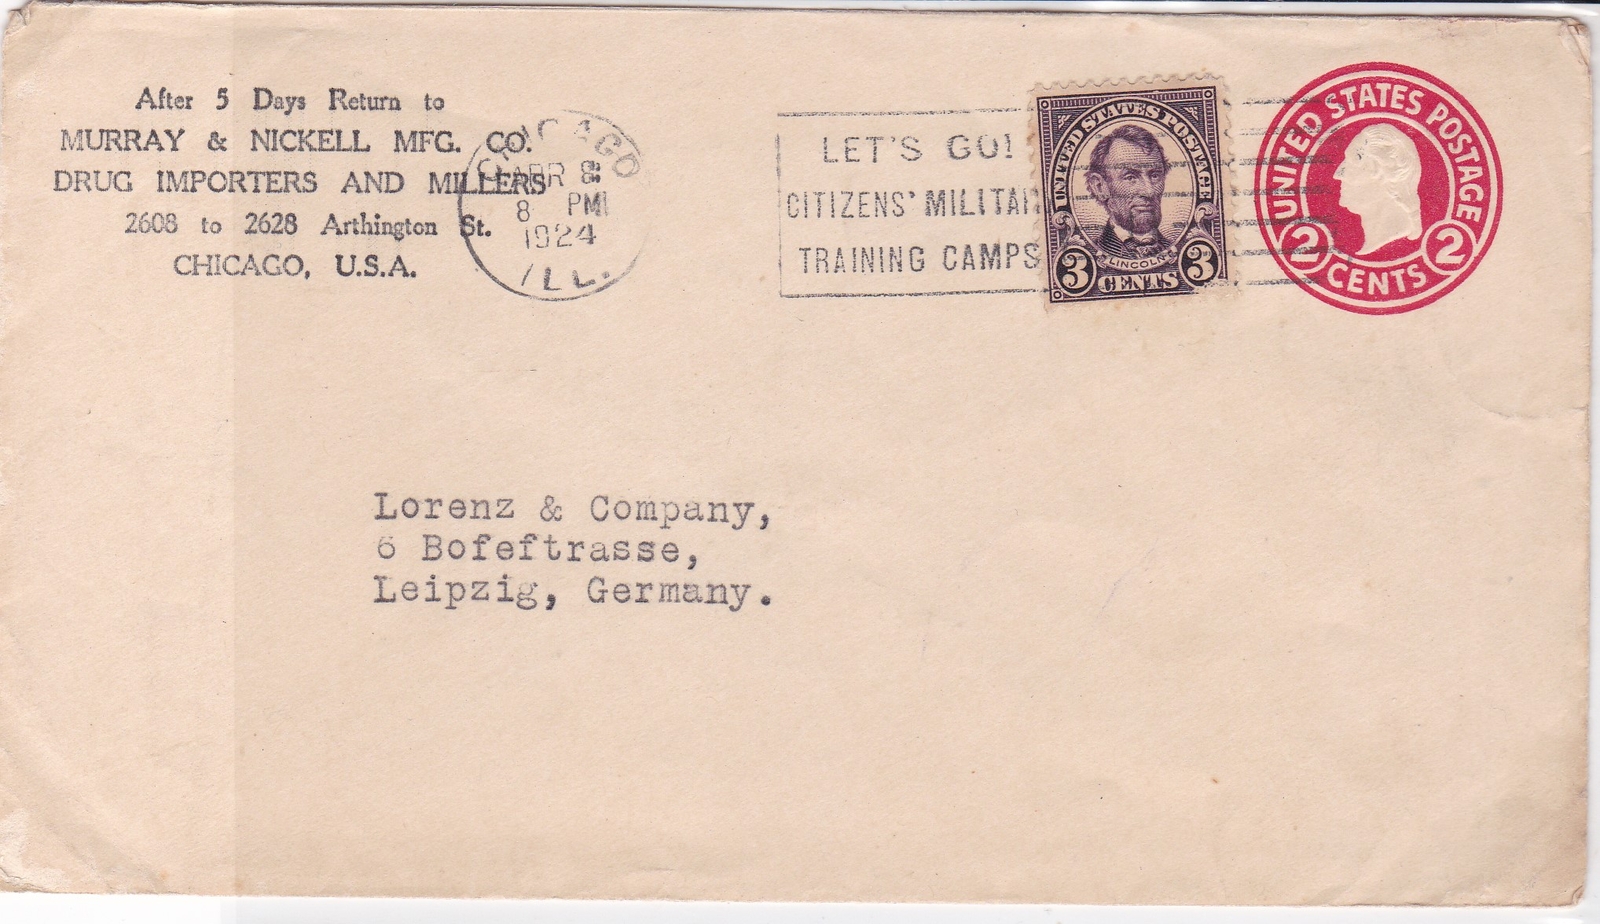 After 5 Days Return to
MURRAY & NICKELL MFG. CO.
DRUG IMPORTERS AND MILLERS
2608 to 2628 Arthington St.
CHICAGO, U.S.A.
CHICAGO
APR 8
8 PM
1924
ILL.
LET'S GO!
CITIZENS' MILITAR
TRAINING CAMPS
UNITED STATES POSTAGE
LINCOLN
3 CENTS 3
UNITED STATES POSTAGE
2 CENTS 2
Lorenz & Company,
6 Bofeftrasse,
Leipzig, Germany.